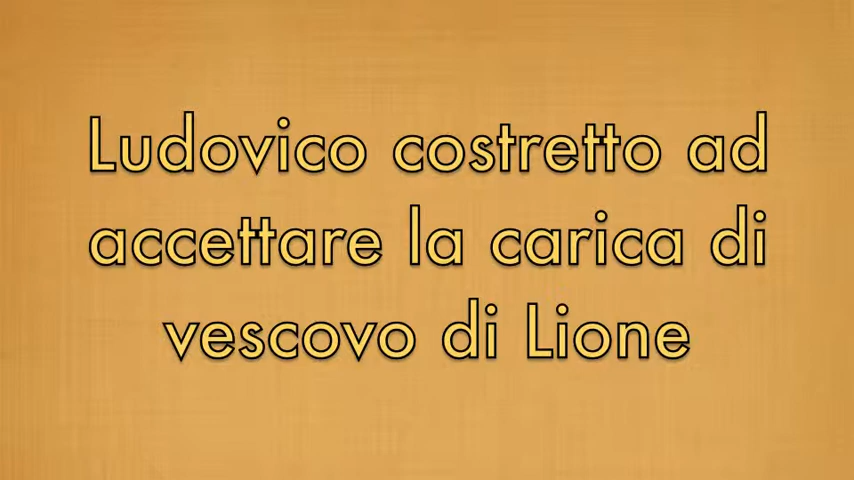 Ludovico costretto ad
accettare la carica di
vescovo di Lione